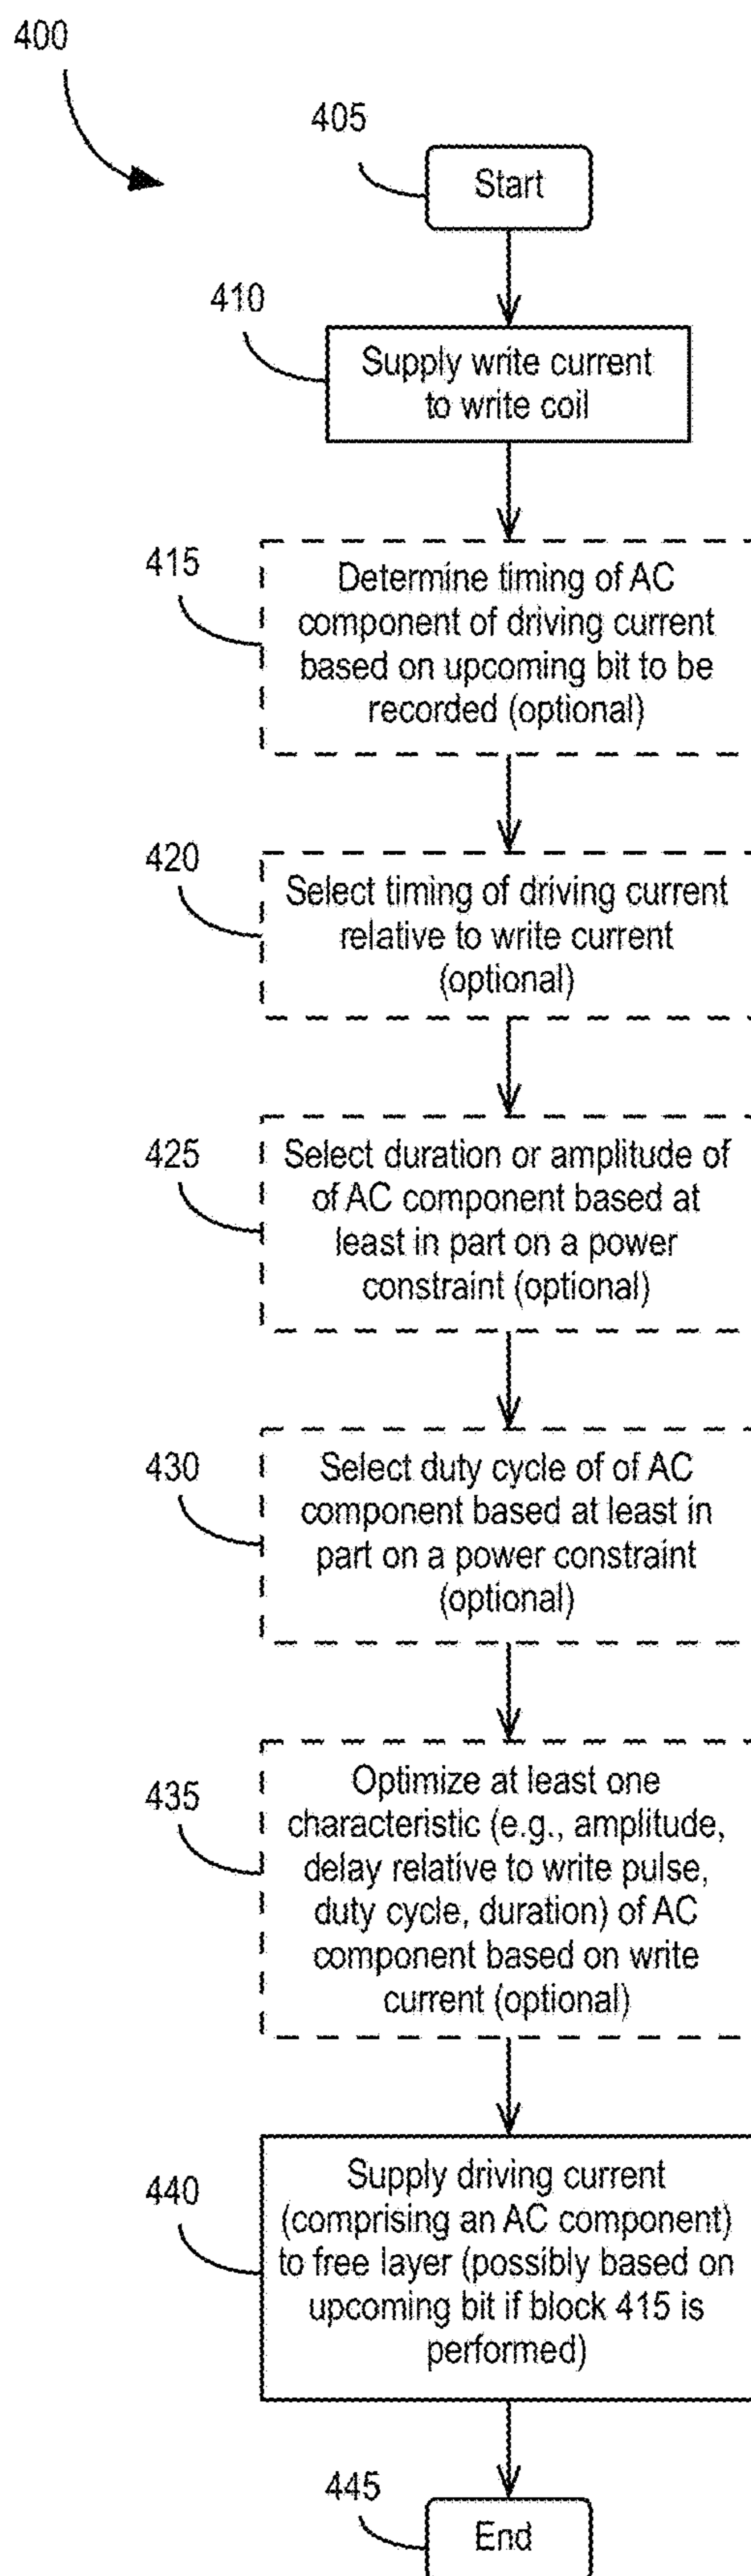 400
405
Start
410
Supply write current
to write coil
415
Determine timing of AC
component of driving current
based on upcoming bit to be
recorded (optional)
420
Select timing of driving current
relative to write current
(optional)
425
Select duration or amplitude of
of AC component based at
least in part on a power
constraint (optional)
430
Select duty cycle of of AC
component based at least in
part on a power constraint
(optional)
435
Optimize at least one
characteristic (e.g., amplitude,
delay relative to write pulse,
duty cycle, duration) of AC
component based on write
current (optional)
440
Supply driving current
(comprising an AC component)
to free layer (possibly based on
upcoming bit if block 415 is
performed)
445
End